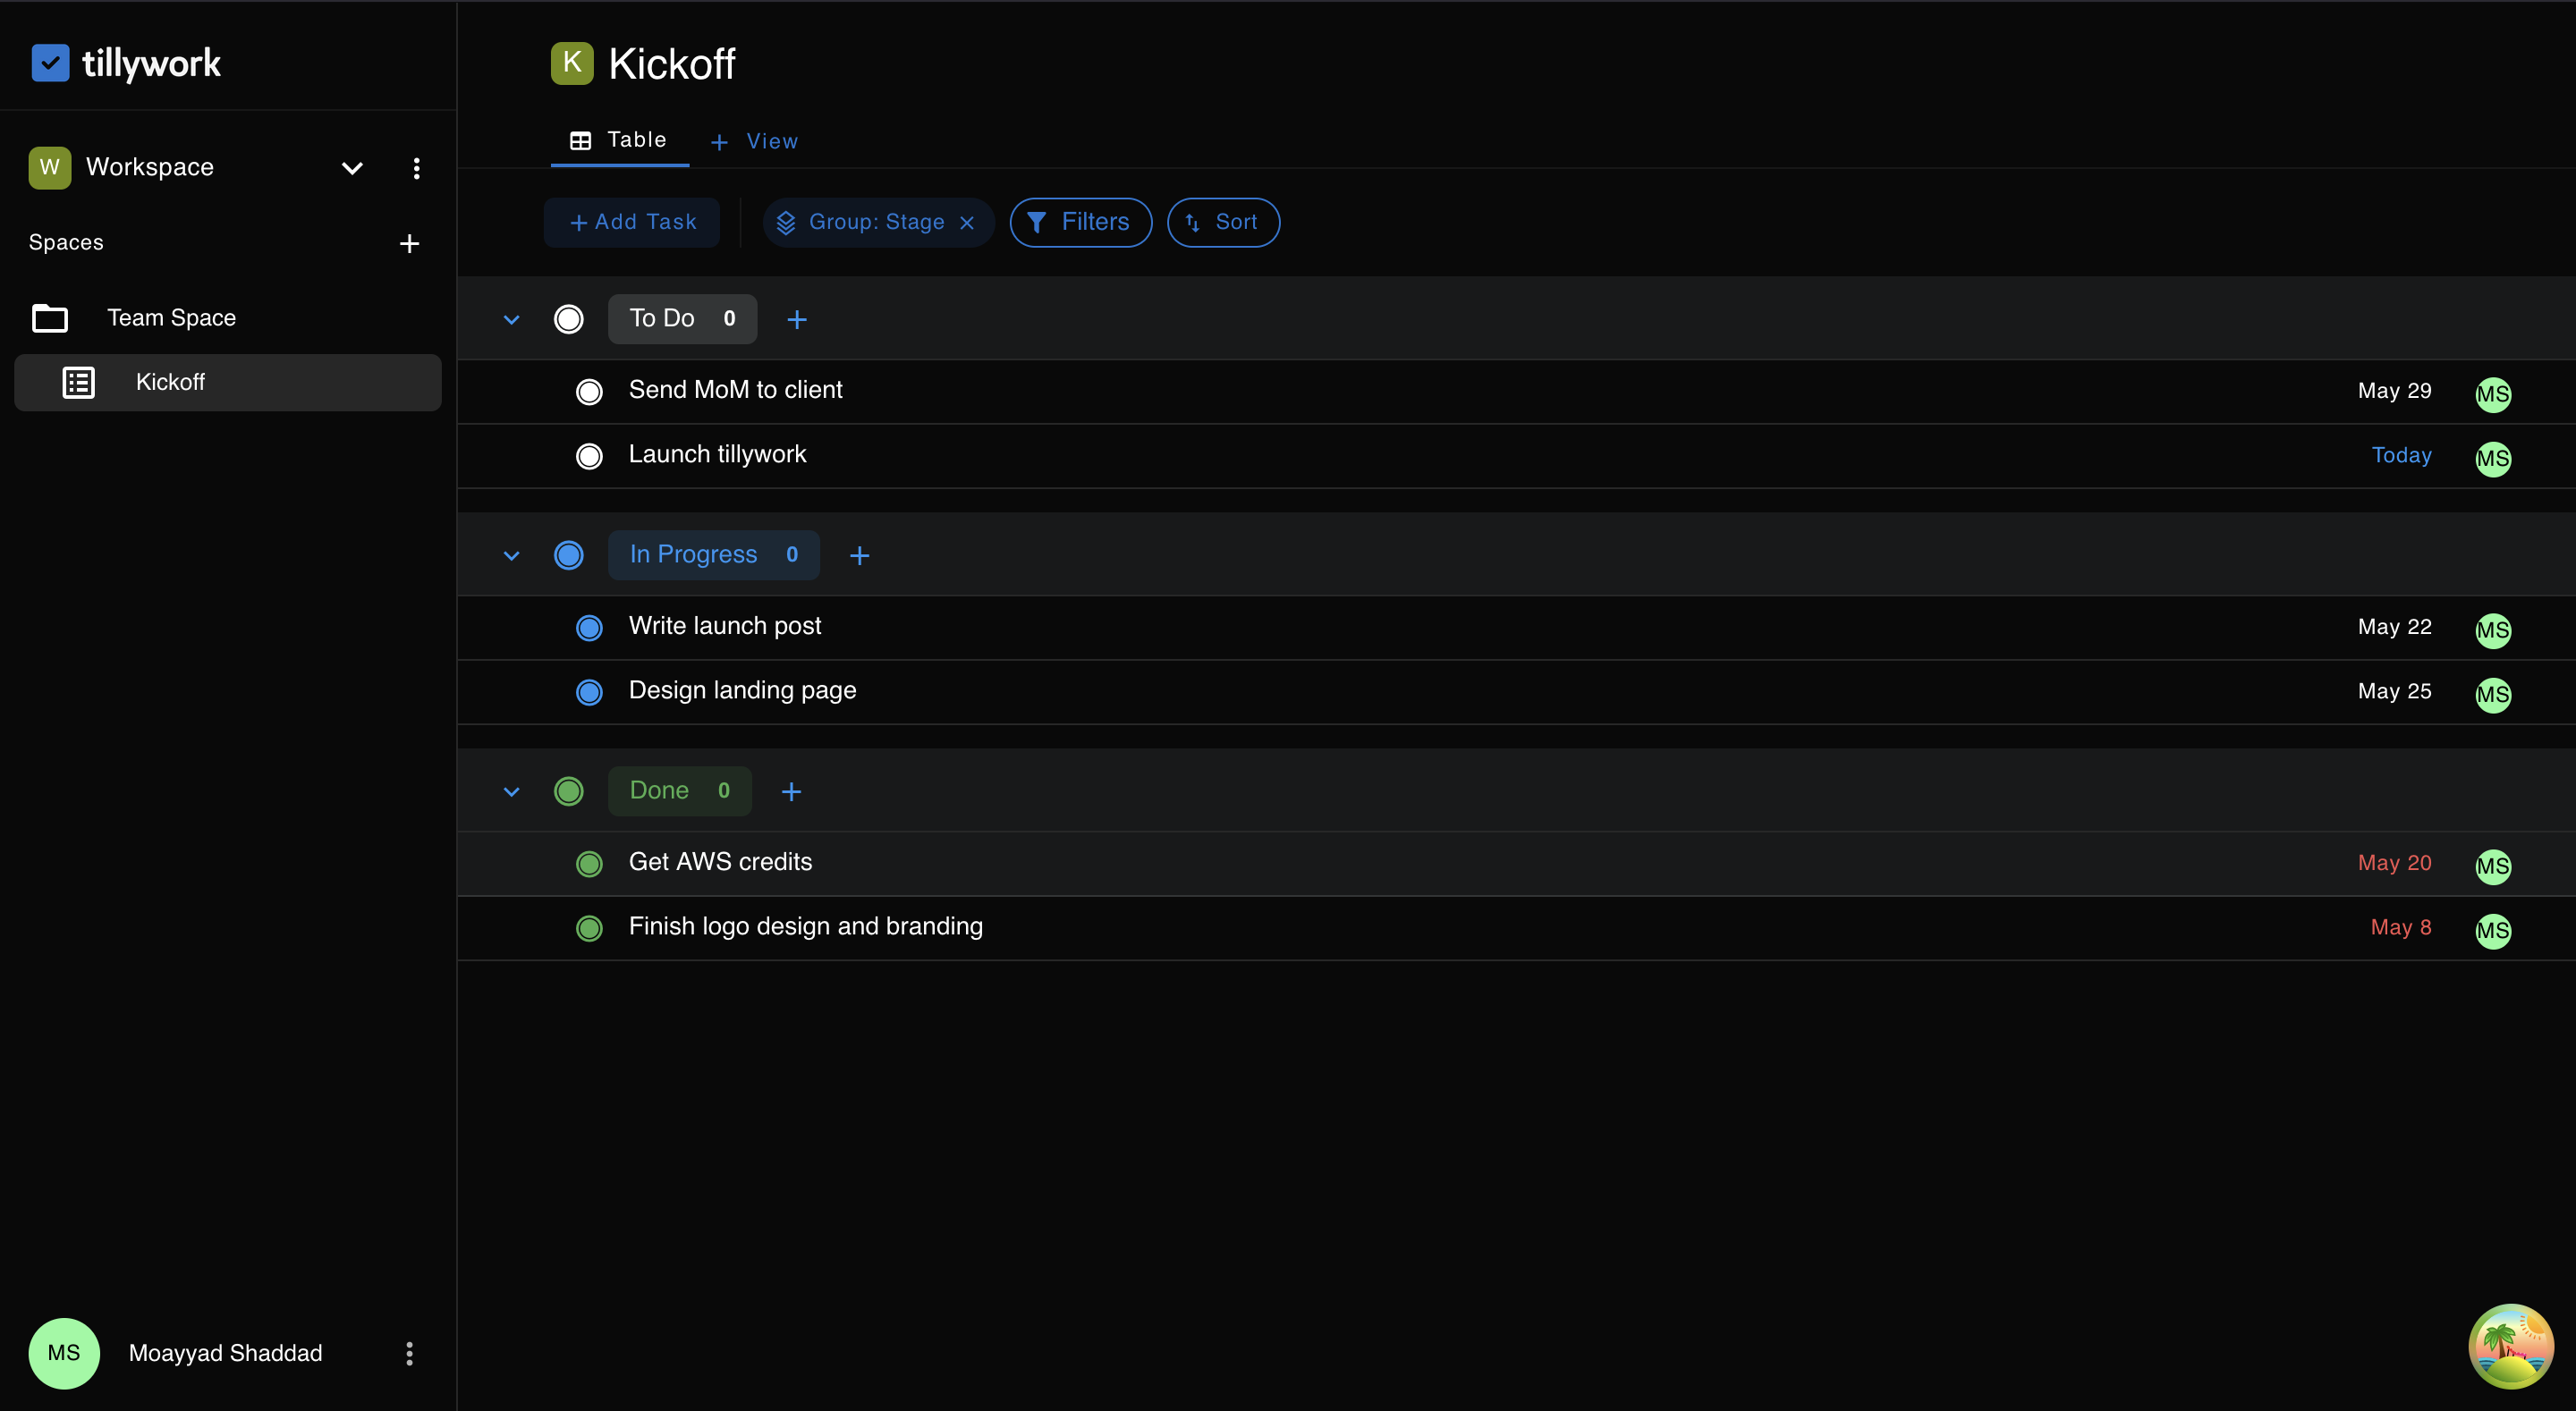 tillywork
W Workspace
Spaces
Team Space
Kickoff
MS Moayyad Shaddad
K Kickoff
Table View
Add Task Group: Stage Filters Sort
To Do 0
Send MoM to client May 29 MS
Launch tillywork Today MS
In Progress 0
Write launch post May 22 MS
Design landing page May 25 MS
Done 0
Get AWS credits May 20 MS
Finish logo design and branding May 8 MS